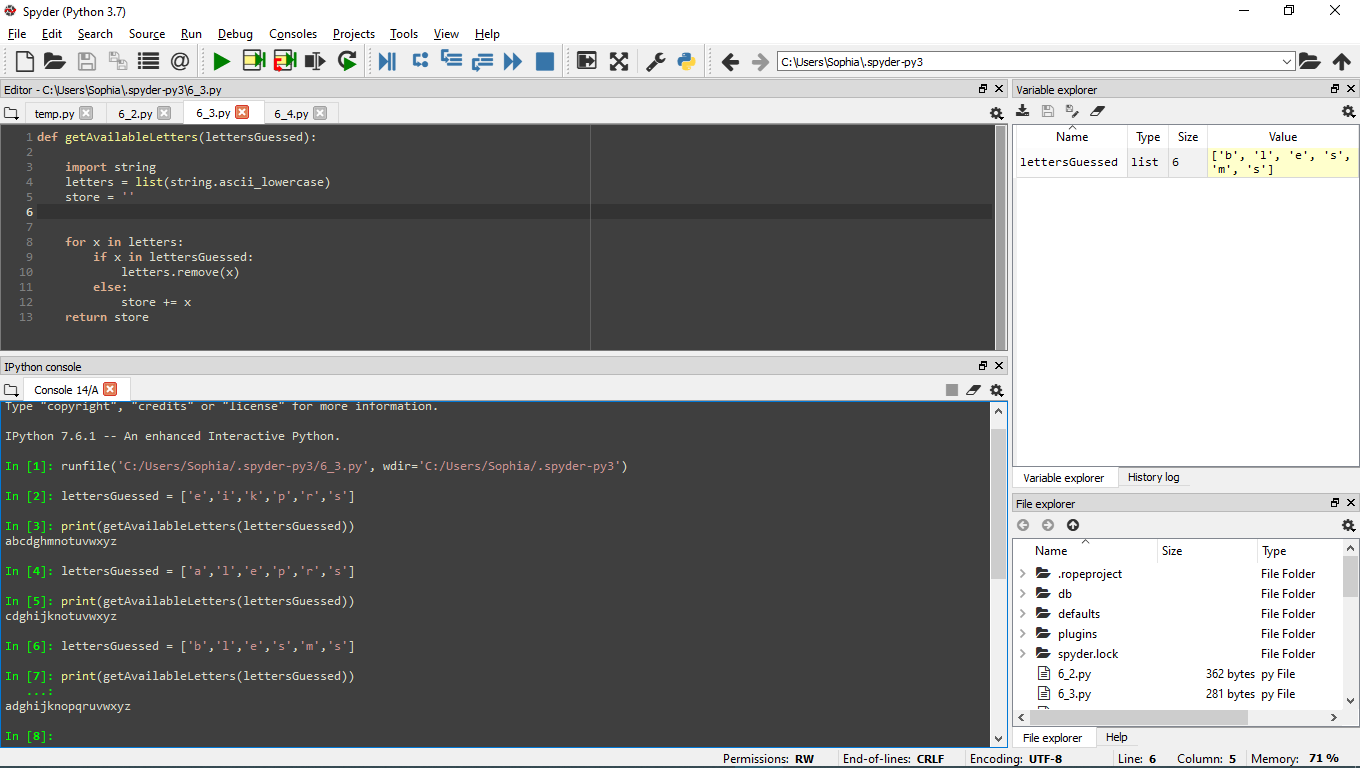 Spyder (Python 3.7)
File Edit Search Source Run Debug Consoles Projects Tools View Help
C:\Users\Sophia\.spyder-py3
Editor - C:\Users\Sophia\.spyder-py3\6_3.py
temp.py 6_2.py 6_3.py 6_4.py
1 def getAvailableLetters(lettersGuessed):
2
3     import string
4     letters = list(string.ascii_lowercase)
5     store = ''
6
7
8     for x in letters:
9         if x in lettersGuessed:
10             letters.remove(x)
11         else:
12             store += x
13     return store
IPython console
Console 14/A
Type "copyright", "credits" or "license" for more information.
IPython 7.6.1 -- An enhanced Interactive Python.
In [1]: runfile('C:/Users/Sophia/.spyder-py3/6_3.py', wdir='C:/Users/Sophia/.spyder-py3')
In [2]: lettersGuessed = ['e','i','k','p','r','s']
In [3]: print(getAvailableLetters(lettersGuessed))
abcdghmnotuvwxyz
In [4]: lettersGuessed = ['a','l','e','p','r','s']
In [5]: print(getAvailableLetters(lettersGuessed))
cdghijknotuvwxyz
In [6]: lettersGuessed = ['b','l','e','s','m','s']
In [7]: print(getAvailableLetters(lettersGuessed))
   ...:
adghijknopqruvwxyz
In [8]:
Variable explorer
Name Type Size Value
lettersGuessed list 6 ['b', 'l', 'e', 's',
'm', 's']
Variable explorer History log
File explorer
Name Size Type
.ropeproject File Folder
db File Folder
defaults File Folder
plugins File Folder
spyder.lock File Folder
6_2.py 362 bytes py File
6_3.py 281 bytes py File
File explorer Help
Permissions: RW End-of-lines: CRLF Encoding: UTF-8 Line: 6 Column: 5 Memory: 71 %